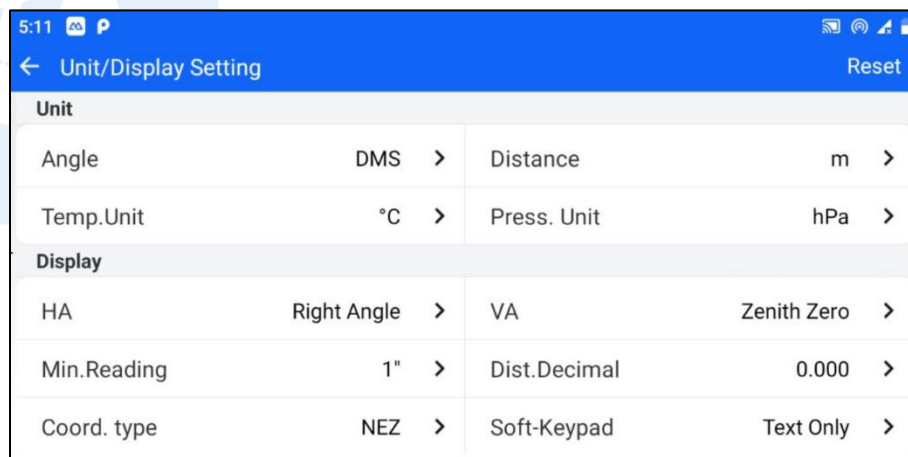 5:11
Unit/Display Setting Reset
Unit
Angle DMS Distance m
Temp.Unit °C Press. Unit hPa
Display
HA Right Angle VA Zenith Zero
Min.Reading 1" Dist.Decimal 0.000
Coord. type NEZ Soft-Keypad Text Only